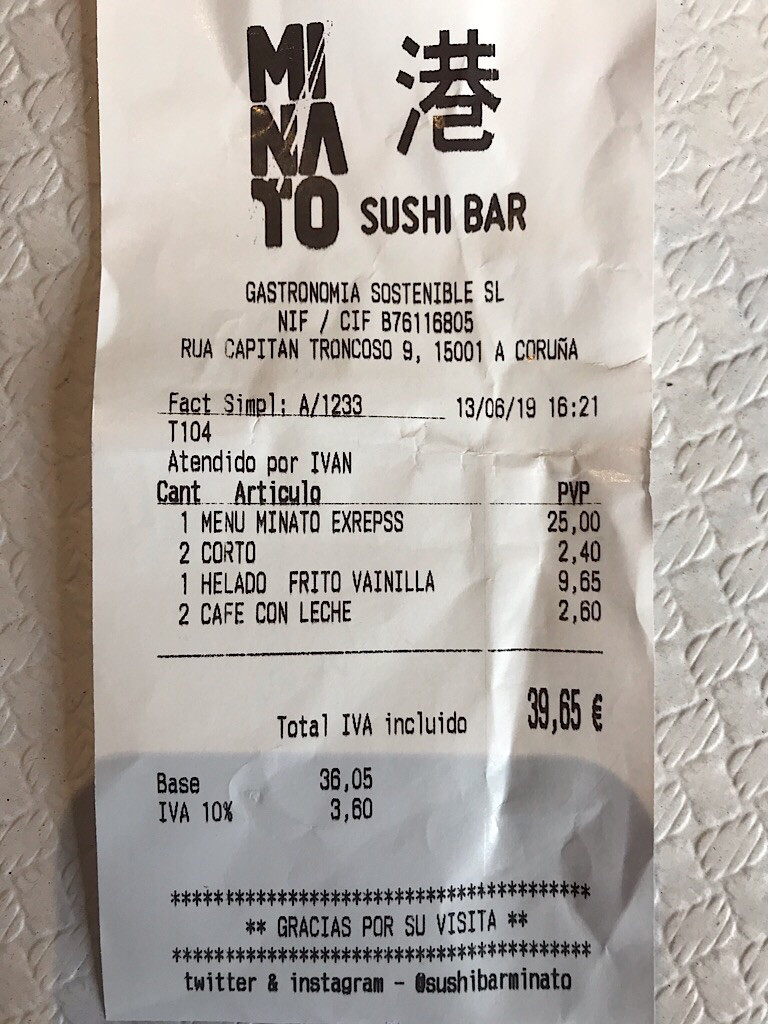 MI
NA
TO SUSHI BAR
港
GASTRONOMIA SOSTENIBLE SL
NIF / CIF B76116805
RUA CAPITAN TRONCOSO 9, 15001 A CORUÑA
Fact Simpl: A/1233 13/06/19 16:21
T104
Atendido por IVAN
Cant Articulo PVP
1 MENU MINATO EXREPSS 25,00
2 CORTO 2,40
1 HELADO FRITO VAINILLA 9,65
2 CAFE CON LECHE 2,60
Total IVA incluido 39,65 €
Base 36,05
IVA 10% 3,60
****************************************
** GRACIAS POR SU VISITA **
****************************************
twitter & instagram - @sushibarminato